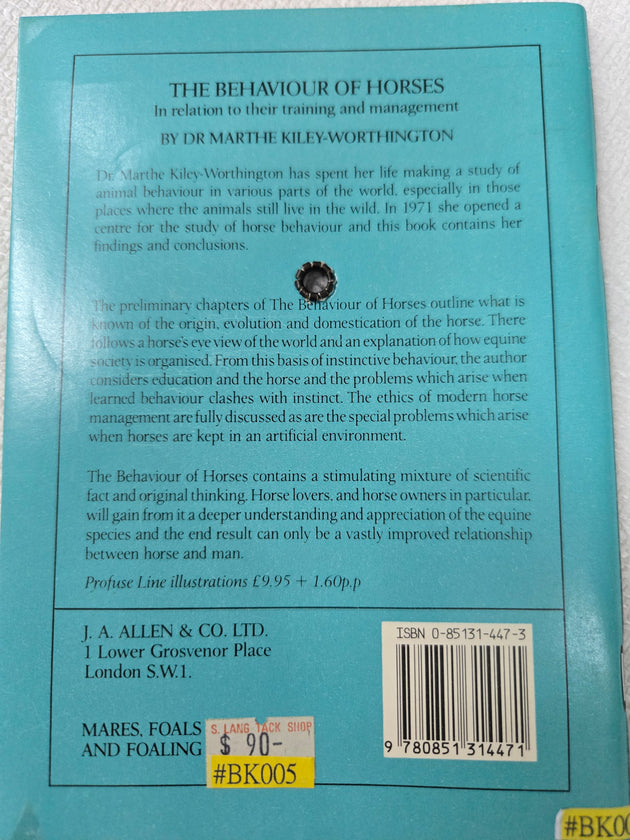 THE BEHAVIOUR OF HORSES
In relation to their training and management
BY DR MARTHE KILEY-WORTHINGTON
Dr Marthe Kiley-Worthington has spent her life making a study of
animal behaviour in various parts of the world, especially in those
places where the animals still live in the wild. In 1971 she opened a
centre for the study of horse behaviour and this book contains her
findings and conclusions.
The preliminary chapters of The Behaviour of Horses outline what is
known of the origin, evolution and domestication of the horse. There
follows a horse's eye view of the world and an explanation of how equine
society is organised. From this basis of instinctive behaviour, the author
considers education and the horse and the problems which arise when
learned behaviour clashes with instinct. The ethics of modern horse
management are fully discussed as are the special problems which arise
when horses are kept in an artificial environment.
The Behaviour of Horses contains a stimulating mixture of scientific
fact and original thinking. Horse lovers, and horse owners in particular,
will gain from it a deeper understanding and appreciation of the equine
species and the end result can only be a vastly improved relationship
between horse and man.
Profuse Line illustrations £9.95 + 1.60p.p
J. A. ALLEN & CO. LTD.
1 Lower Grosvenor Place
London S.W.1.
ISBN 0-85131-447-3
9 780851 314471
MARES, FOALS
AND FOALING
S. LANG TACK SHOP
$ 90-
#BK005
#BK00